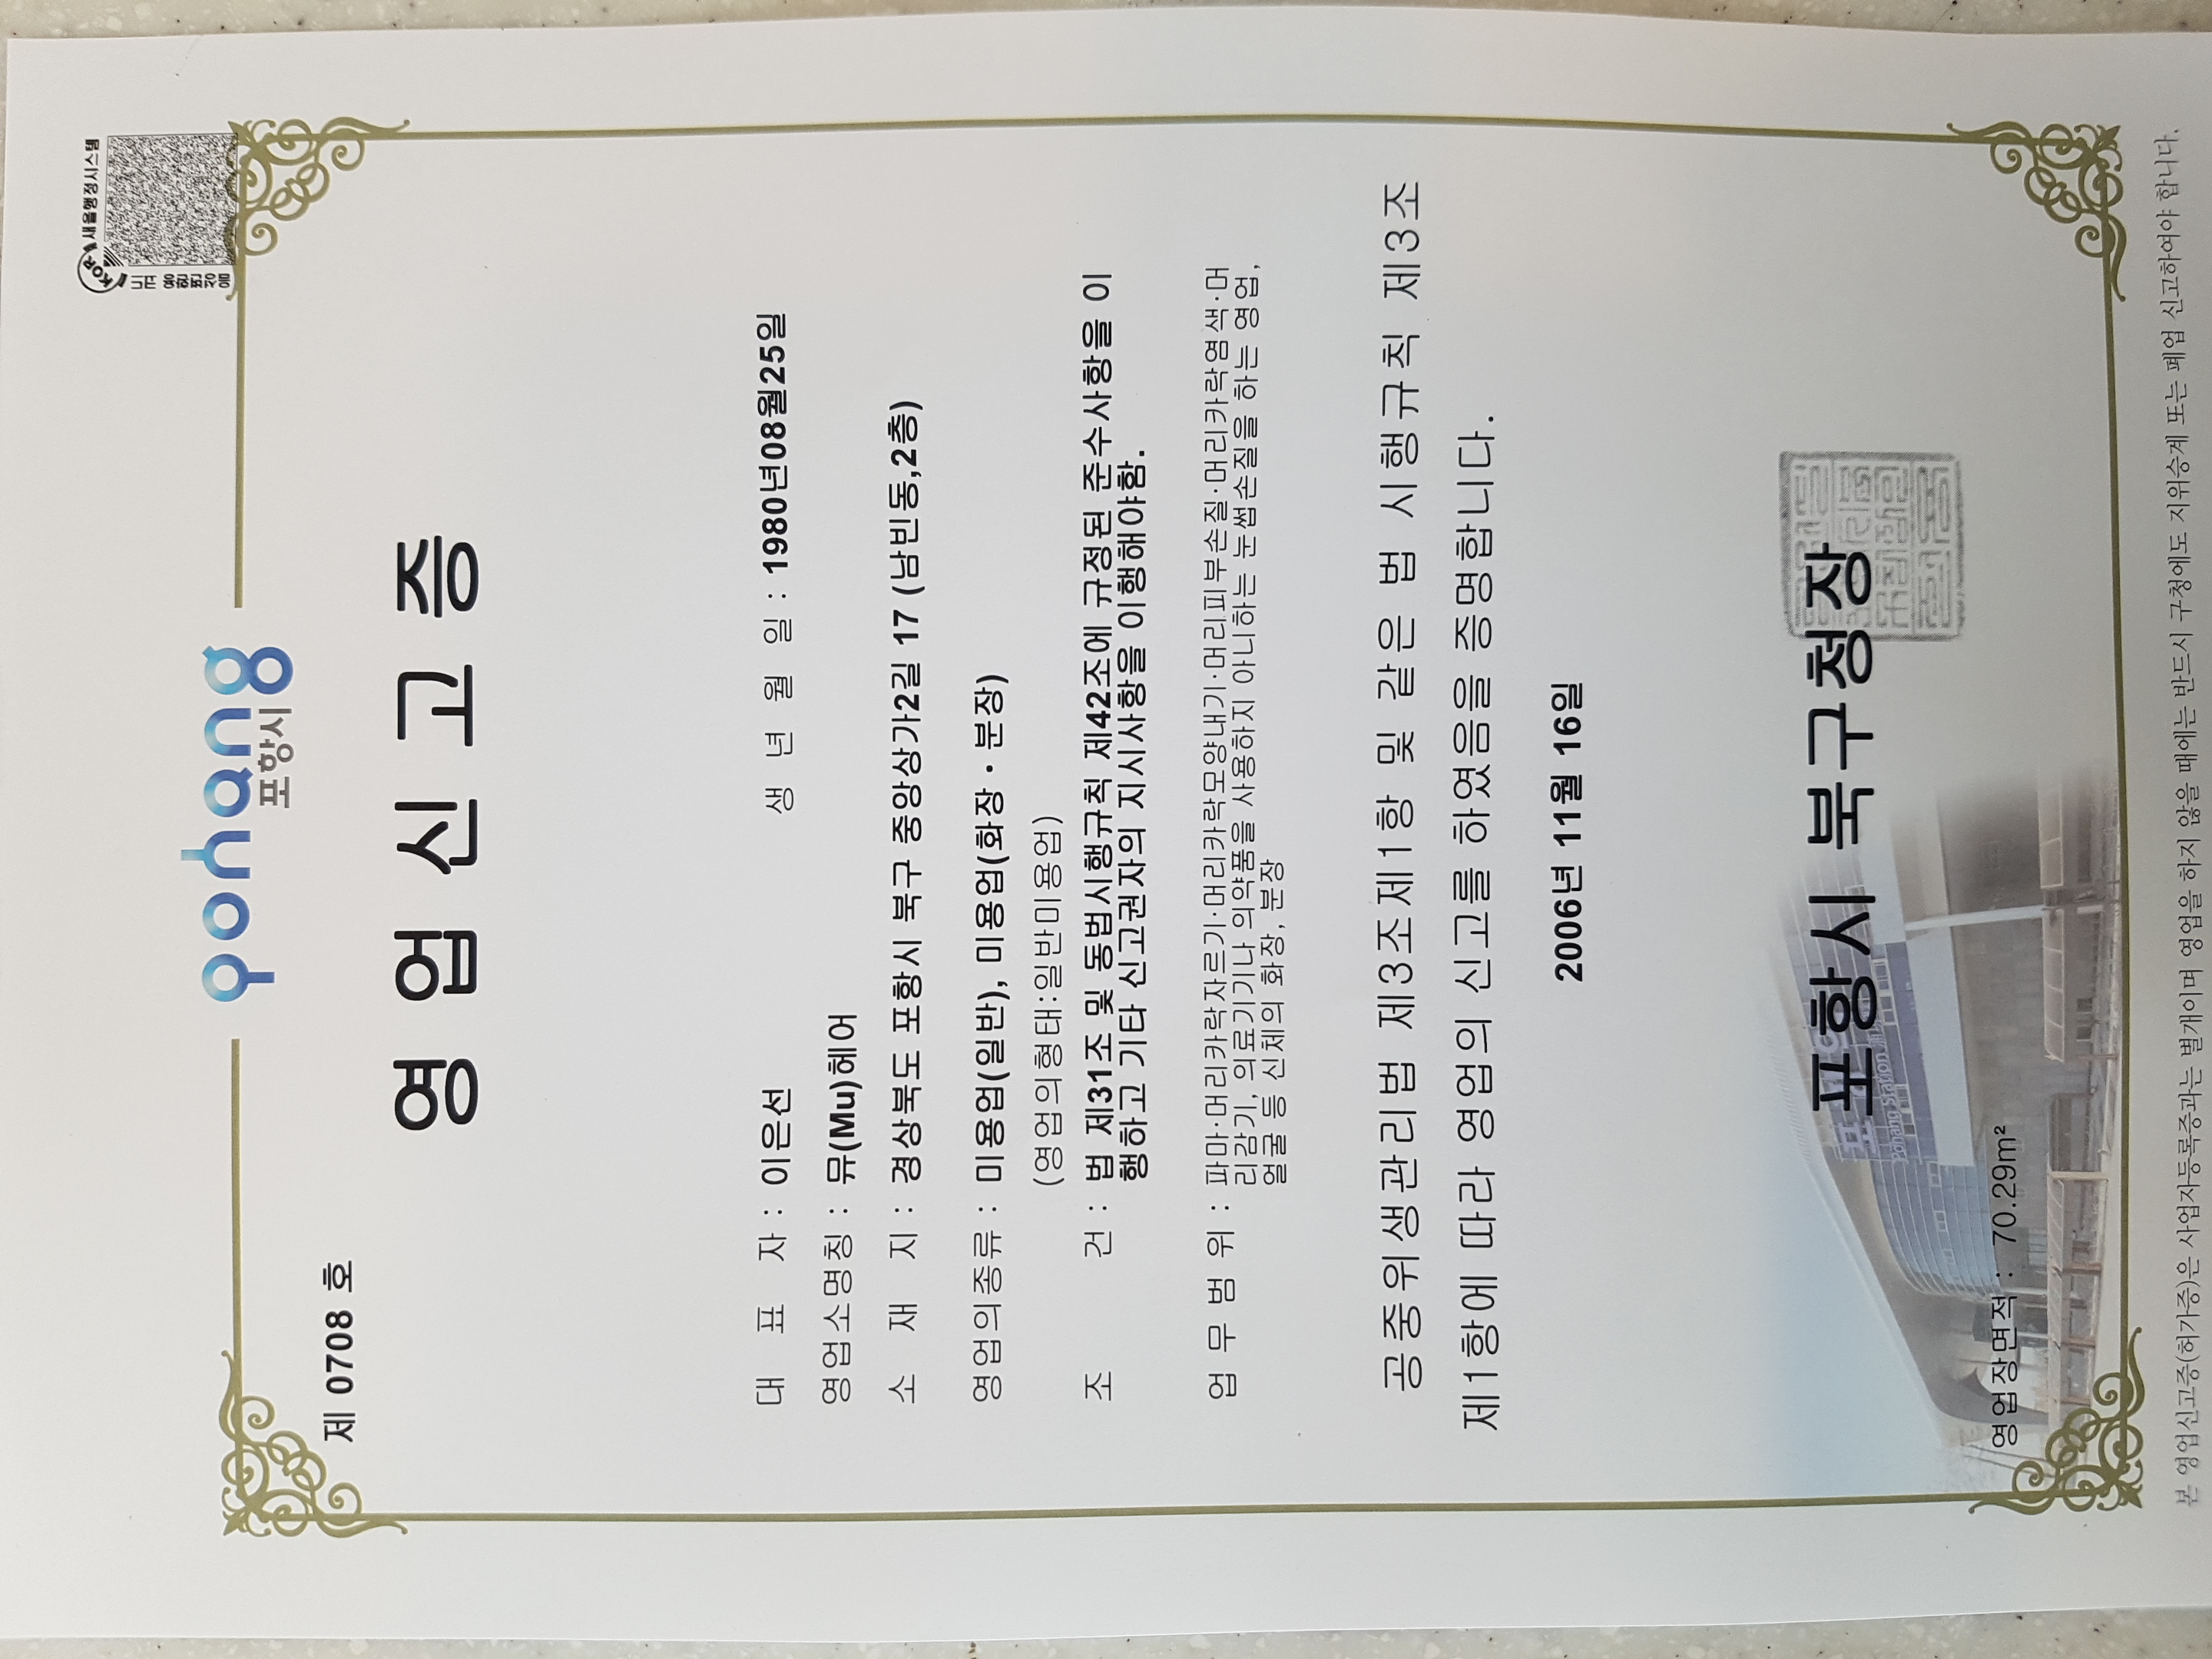 새올행정시스템
pohang
포항시
제 0708 호
영 업 신 고 증
대 표 자 : 이은선 생 년 월 일 : 1980년08월25일
영업소명칭 : 뮤(Mu)헤어
소 재 지 : 경상북도 포항시 북구 중앙상가2길 17 (남빈동,2층)
영업의종류 : 미용업(일반), 미용업(화장·분장)
(영업의형태:일반미용업)
조 건 : 법 제31조 및 동법시행규칙 제42조에 규정된 준수사항을 이
행하고 기타 신고권자의 지시사항을 이행해야함.
업 무 범 위 : 파마·머리카락자르기·머리카락모양내기·머리피부손질·머리카락염색·머
리감기, 의료기기나 의약품을 사용하지 아니하는 눈썹손질을 하는 영업,
얼굴 등 신체의 화장, 분장
공중위생관리법 제3조제1항 및 같은 법 시행규칙 제3조
제1항에 따라 영업의 신고를 하였음을 증명합니다.
2006년 11월 16일
포항시 북구청장
영업장면적 : 70.29m²
본 영업신고증(허가증)은 사업자등록증과는 별개이며 영업을 하지 않을 때에는 반드시 구청에도 지위승계 또는 폐업 신고하여야 합니다.